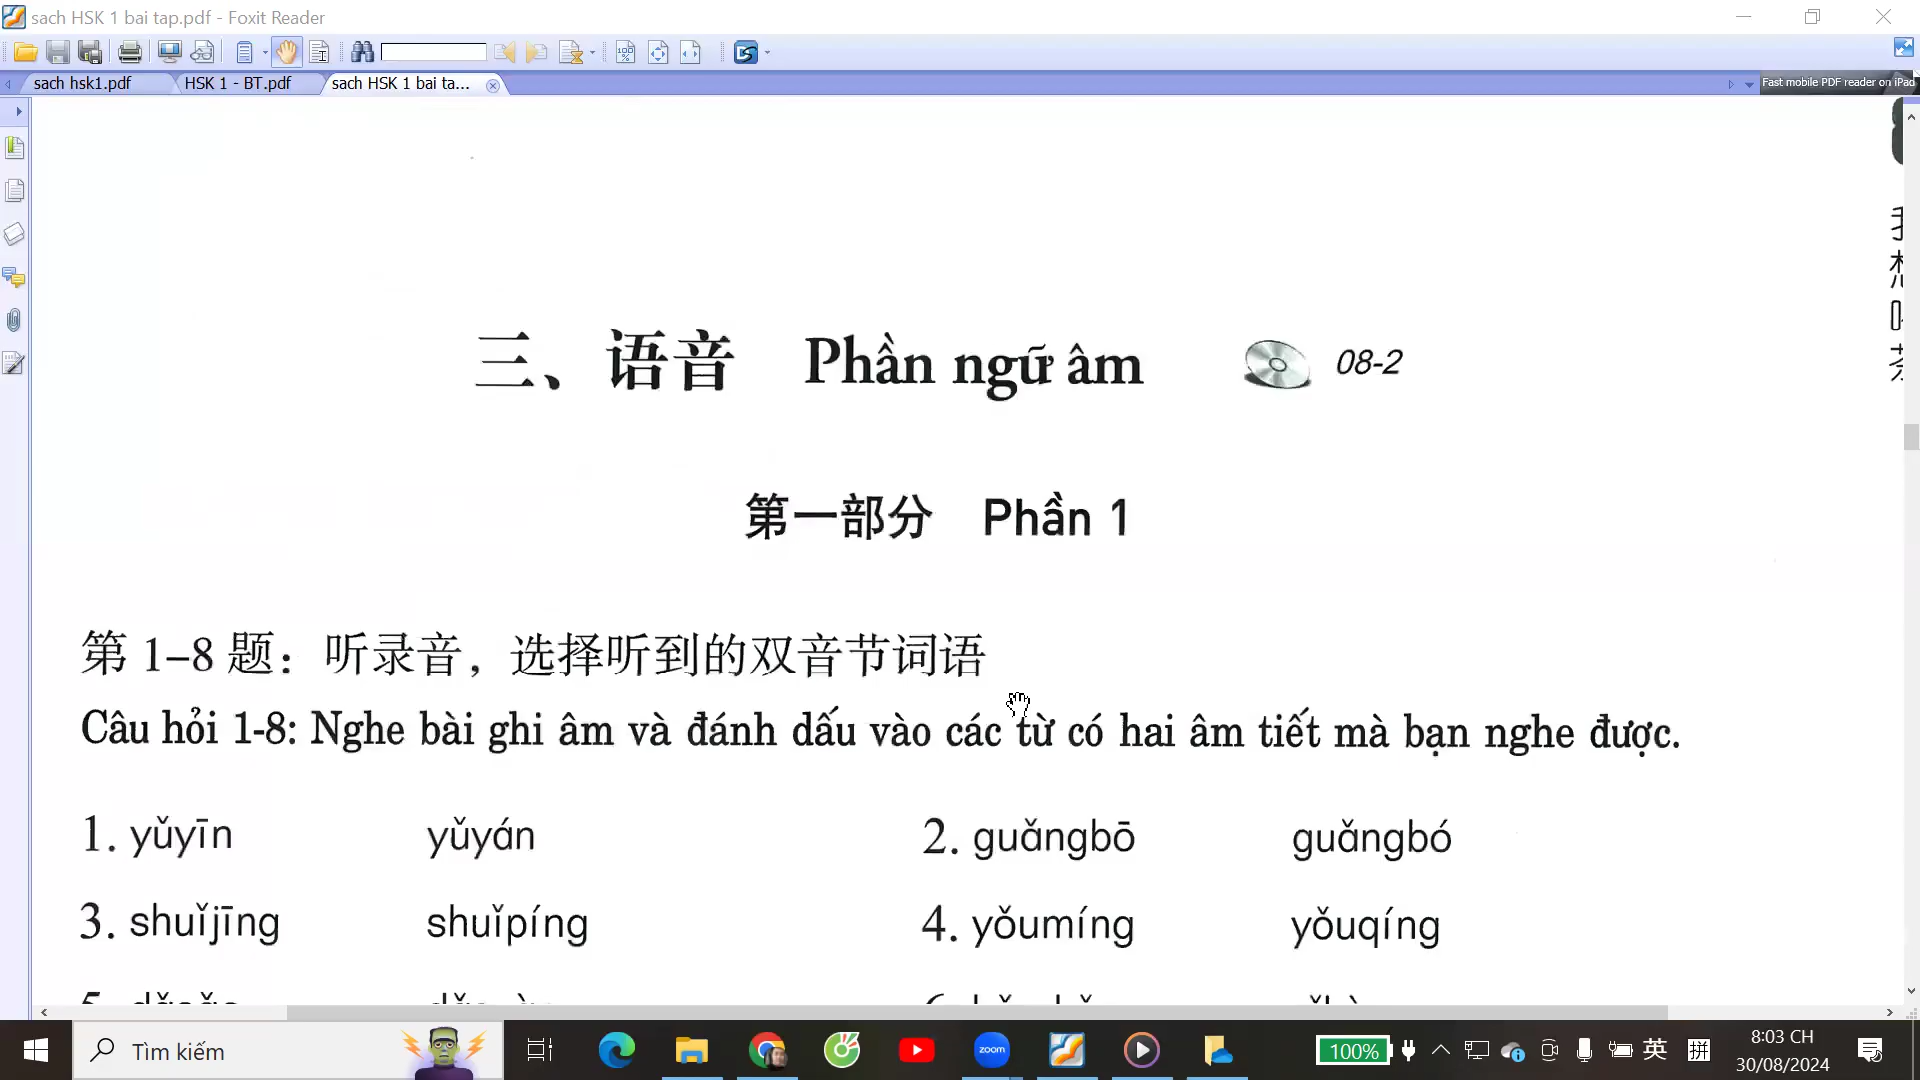 sach HSK 1 bai tap.pdf - Foxit Reader
sach hsk1.pdf
HSK 1 - BT.pdf
sach HSK 1 bai ta...
Fast mobile PDF reader on iPad
三、语音 Phần ngữ âm 08-2
第一部分 Phần 1
第 1–8 题：听录音，选择听到的双音节词语
Câu hỏi 1-8: Nghe bài ghi âm và đánh dấu vào các từ có hai âm tiết mà bạn nghe được.
1. yǔyīn yǔyán 2. guǎngbō guǎngbó
3. shuǐjīng shuǐpíng 4. yǒumíng yǒuqíng
Tìm kiếm
zoom
100%
英
拼
8:03 CH
30/08/2024